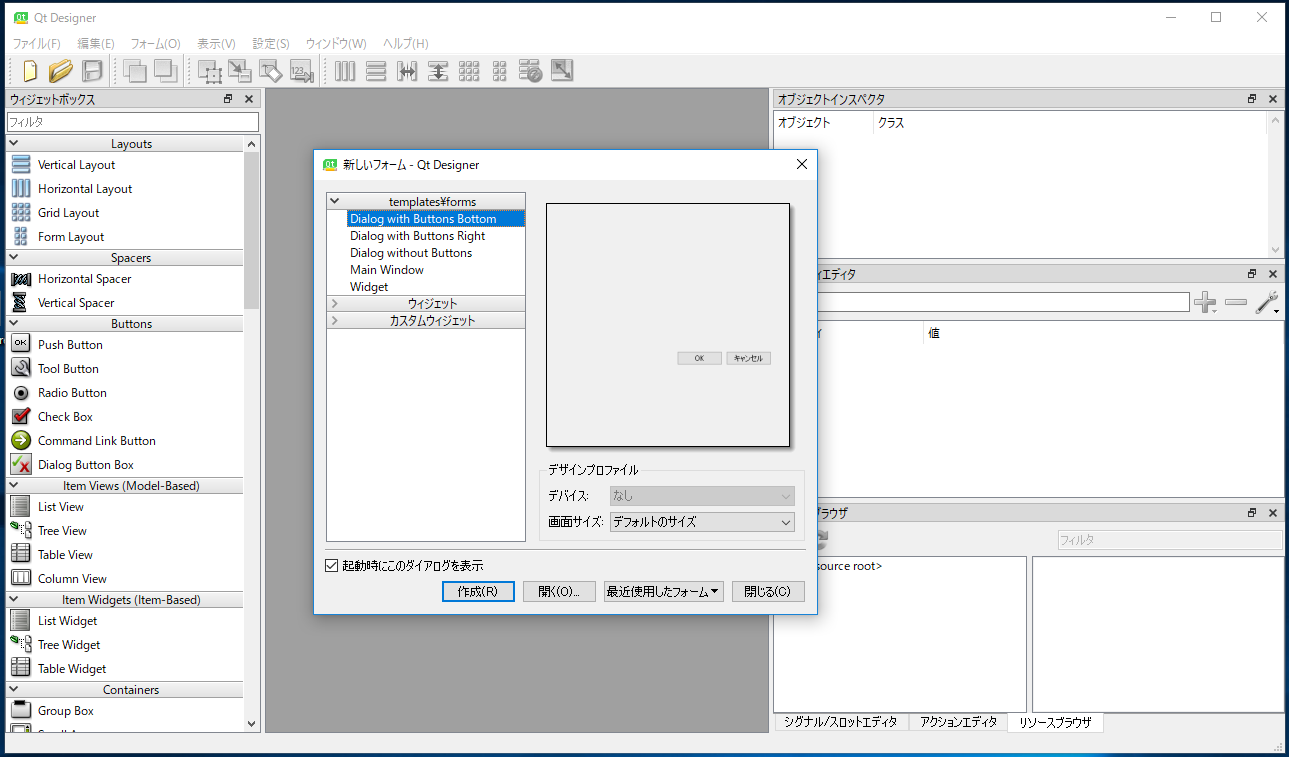 Qt Designer
ファイル(F) 編集(E) フォーム(O) 表示(V) 設定(S) ウィンドウ(W) ヘルプ(H)
ウィジェットボックス
フィルタ
Layouts
Vertical Layout
Horizontal Layout
Grid Layout
Form Layout
Spacers
Horizontal Spacer
Vertical Spacer
Buttons
OK Push Button
Tool Button
Radio Button
Check Box
Command Link Button
Dialog Button Box
Item Views (Model-Based)
List View
Tree View
Table View
Column View
Item Widgets (Item-Based)
List Widget
Tree Widget
Table Widget
Containers
Group Box
新しいフォーム - Qt Designer
templates¥forms
Dialog with Buttons Bottom
Dialog with Buttons Right
Dialog without Buttons
Main Window
Widget
ウィジェット
カスタムウィジェット
OK キャンセル
デザインプロファイル
デバイス: なし
画面サイズ: デフォルトのサイズ
起動時にこのダイアログを表示
作成(R) 開く(O)... 最近使用したフォーム 閉じる(C)
オブジェクトインスペクタ
オブジェクト クラス
ィエディタ
ィ 値
ブラウザ
フィルタ
source root>
シグナル/スロットエディタ アクションエディタ リソースブラウザ